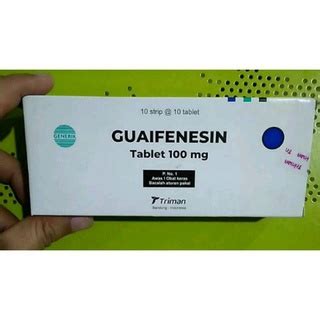 10 strip @ 10 tablet
GENERIK
GUAIFENESIN
Tablet 100 mg
P. No. 1
Awas ! Obat keras
Bacalah aturan pakai
Triman
Bandung - Indonesia